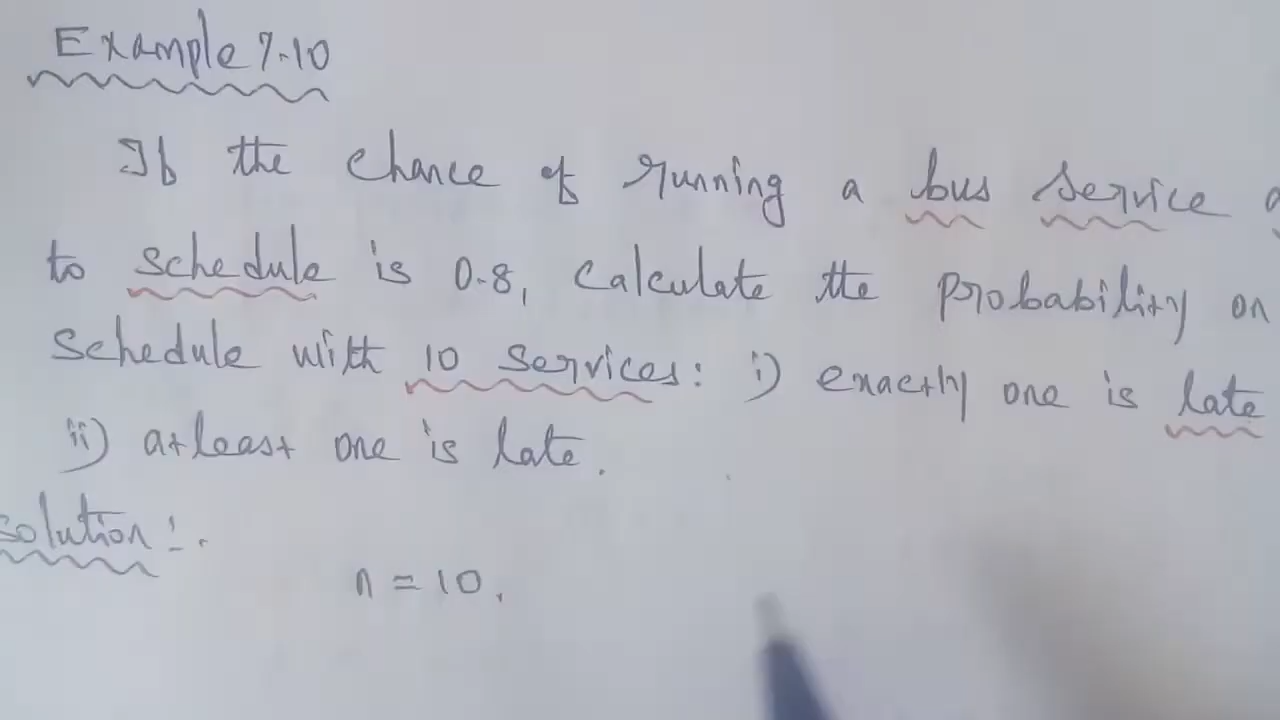 Example 7.10
If the chance of running a bus service
to schedule is 0.8, calculate the probability on
schedule with 10 services: i) exactly one is late
ii) atleast one is late.
solution:-
n = 10,